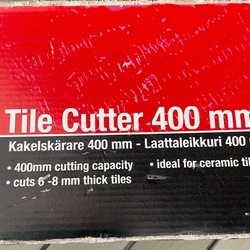 Tile Cutter 400 mm
Kakelskärare 400 mm - Laattaleikkuri 400
• 400mm cutting capacity • ideal for ceramic
• cuts 6 -8 mm thick tiles